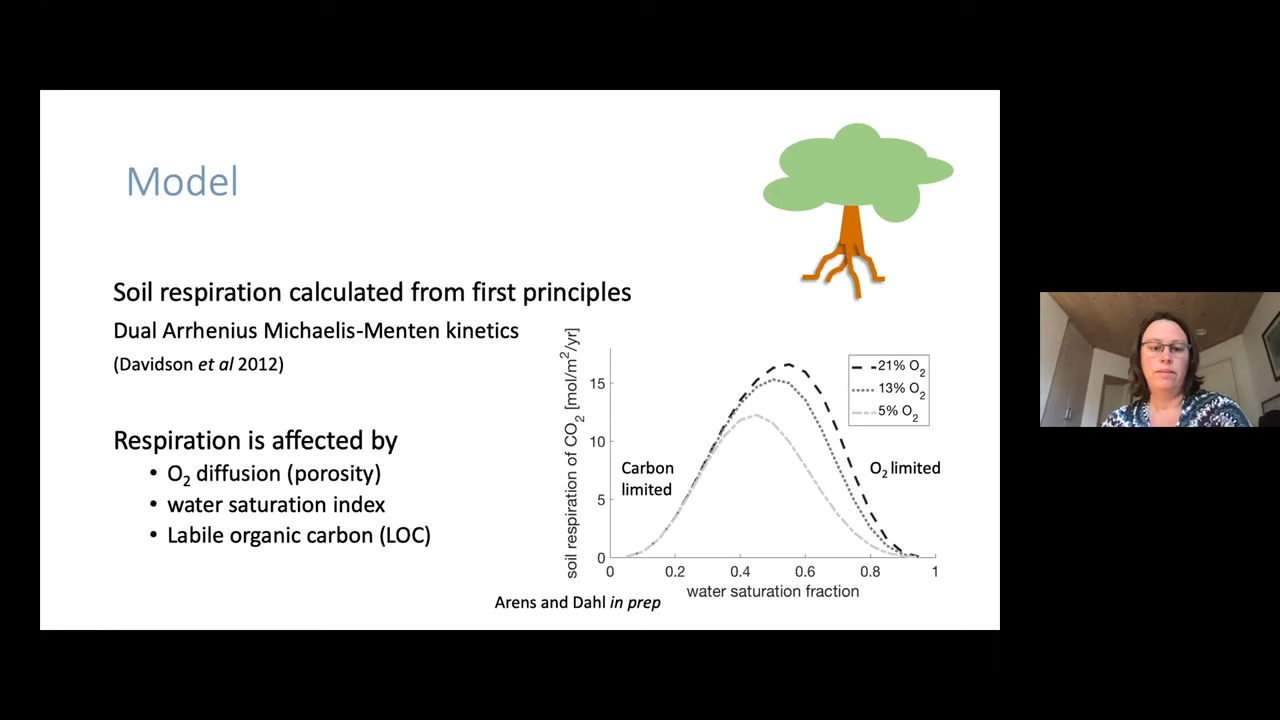 Model
Soil respiration calculated from first principles
Dual Arrhenius Michaelis-Menten kinetics
(Davidson et al 2012)
Respiration is affected by
• O₂ diffusion (porosity)
• water saturation index
• Labile organic carbon (LOC)
soil respiration of CO₂ [mol/m²/yr]
15
10
5
0
0 0.2 0.4 0.6 0.8 1
water saturation fraction
21% O₂
13% O₂
5% O₂
Carbon
limited
O₂ limited
Arens and Dahl in prep